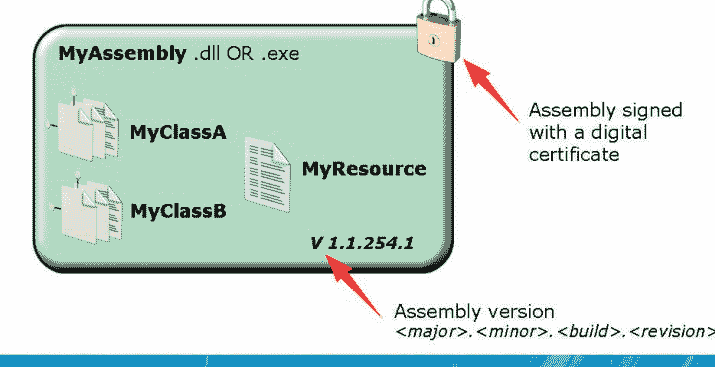 MyAssembly .dll OR .exe
MyClassA
MyResource
MyClassB
V 1.1.254.1
Assembly signed
with a digital
certificate
Assembly version
<major>.<minor>.<build>.<revision>